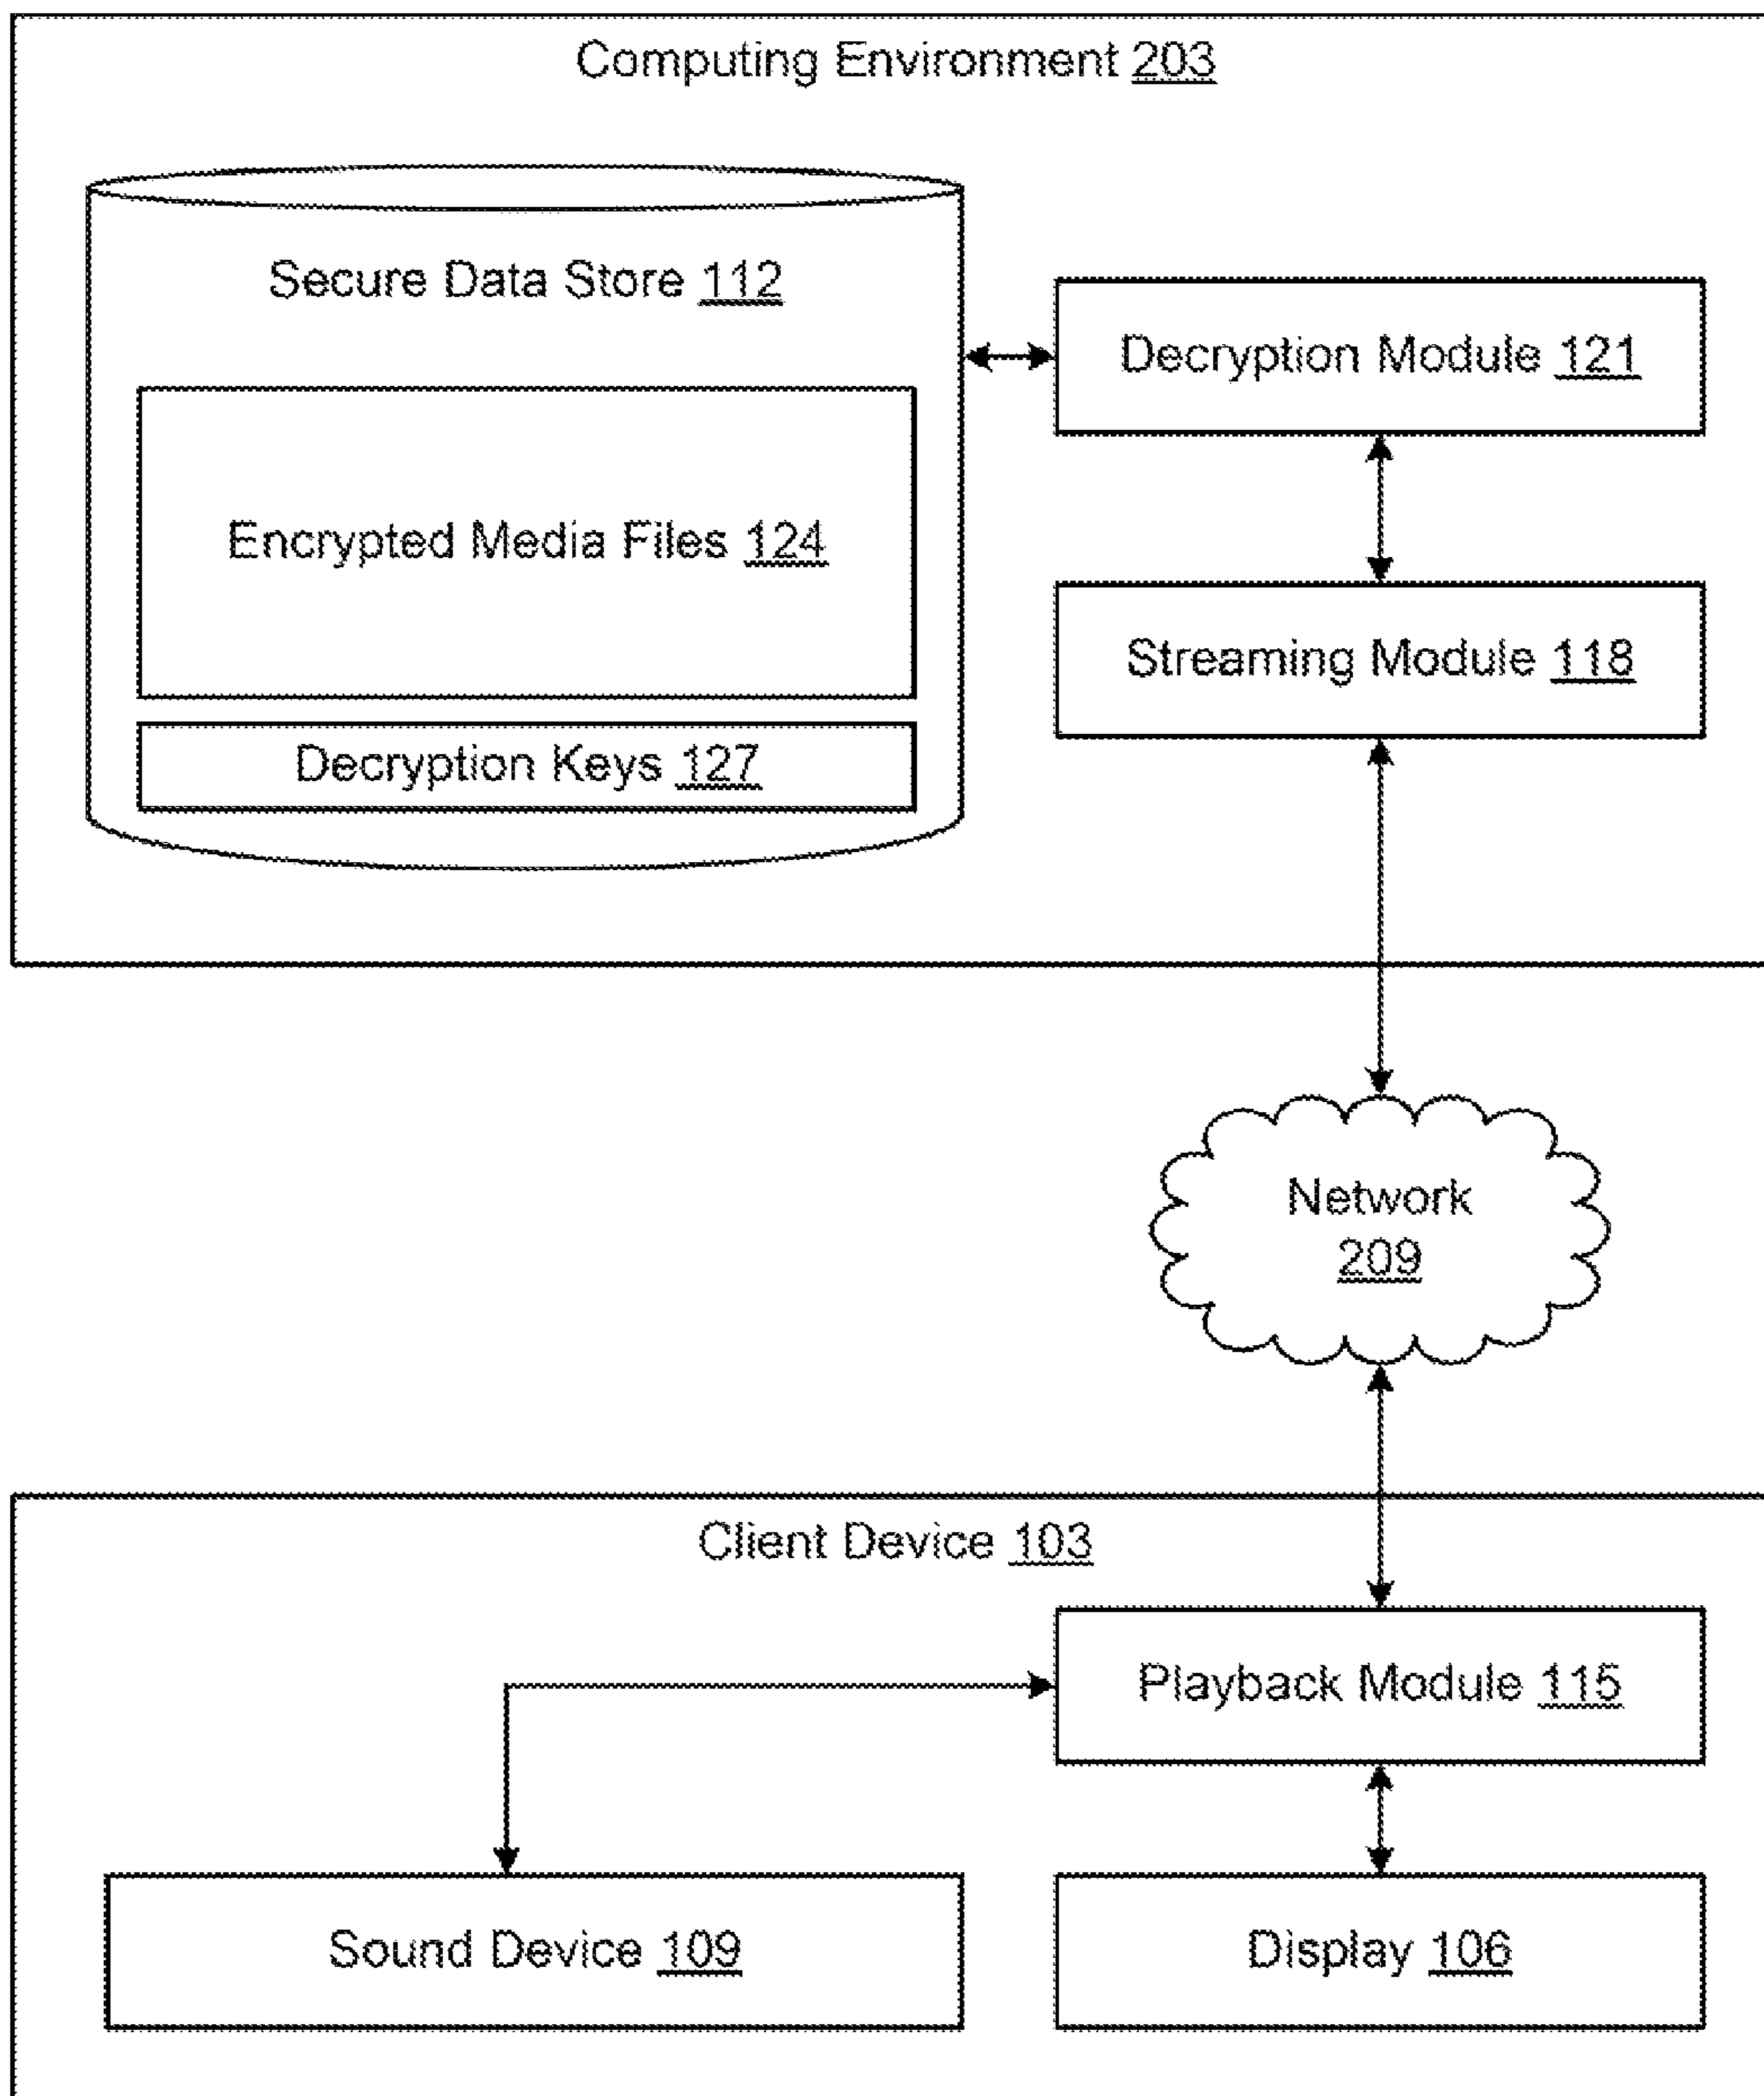 Computing Environment 203
Secure Data Store 112
Decryption Module 121
Encrypted Media Files 124
Streaming Module 118
Decryption Keys 127
Network
209
Client Device 103
Playback Module 115
Sound Device 109
Display 106